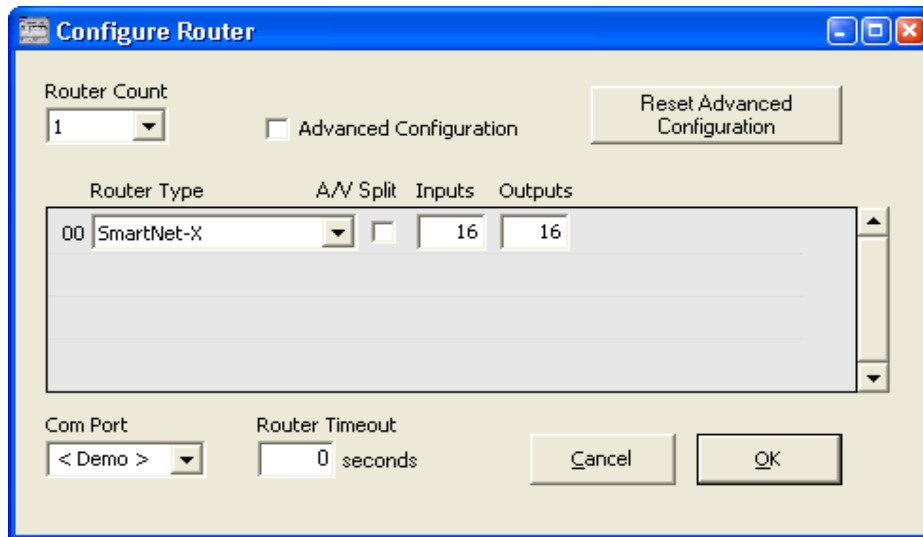 Configure Router
Router Count
1
Advanced Configuration
Reset Advanced
Configuration
Router Type A/V Split Inputs Outputs
00 SmartNet-X 16 16
Com Port
< Demo >
Router Timeout
0 seconds
Cancel
OK